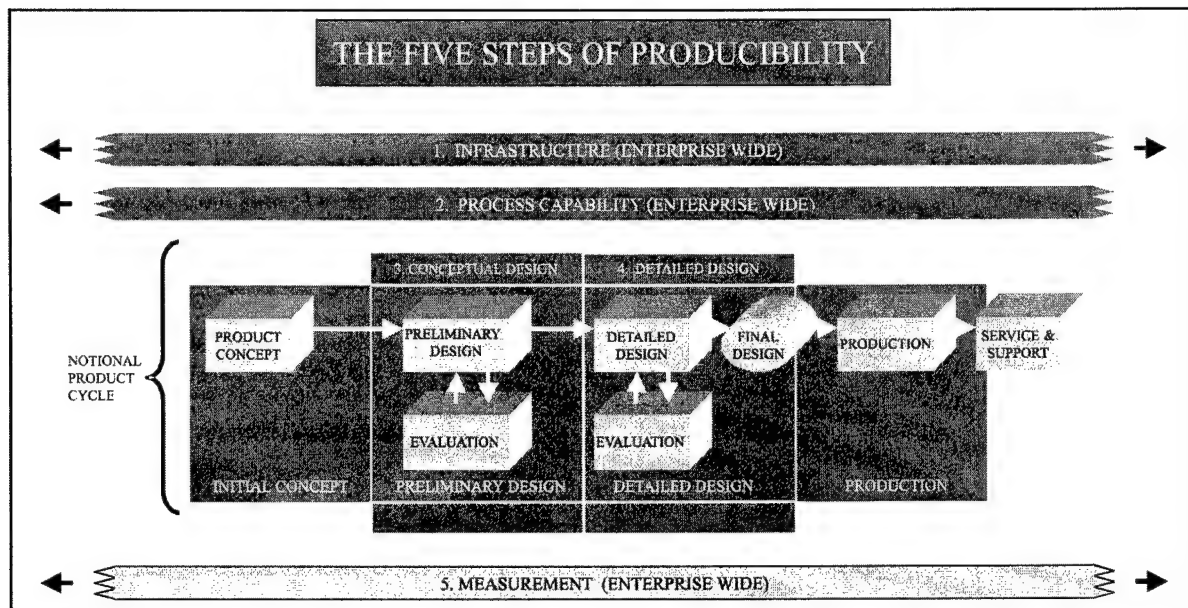 THE FIVE STEPS OF PRODUCIBILITY
1. INFRASTRUCTURE (ENTERPRISE WIDE)
2. PROCESS CAPABILITY (ENTERPRISE WIDE)
3. CONCEPTUAL DESIGN
4. DETAILED DESIGN
NOTIONAL
PRODUCT
CYCLE
PRODUCT
CONCEPT
PRELIMINARY
DESIGN
DETAILED
DESIGN
FINAL
DESIGN
PRODUCTION
SERVICE &
SUPPORT
EVALUATION
EVALUATION
INITIAL CONCEPT
PRELIMINARY DESIGN
DETAILED DESIGN
PRODUCTION
5. MEASUREMENT (ENTERPRISE WIDE)